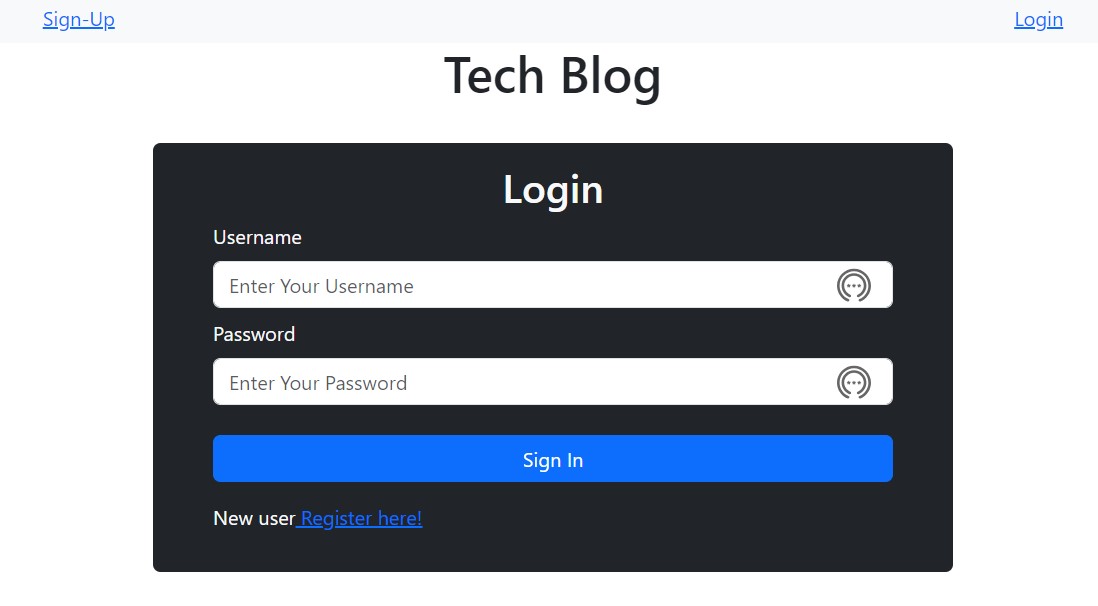 Sign-Up Login
Tech Blog
Login
Username
Enter Your Username
Password
Enter Your Password
Sign In
New user Register here!